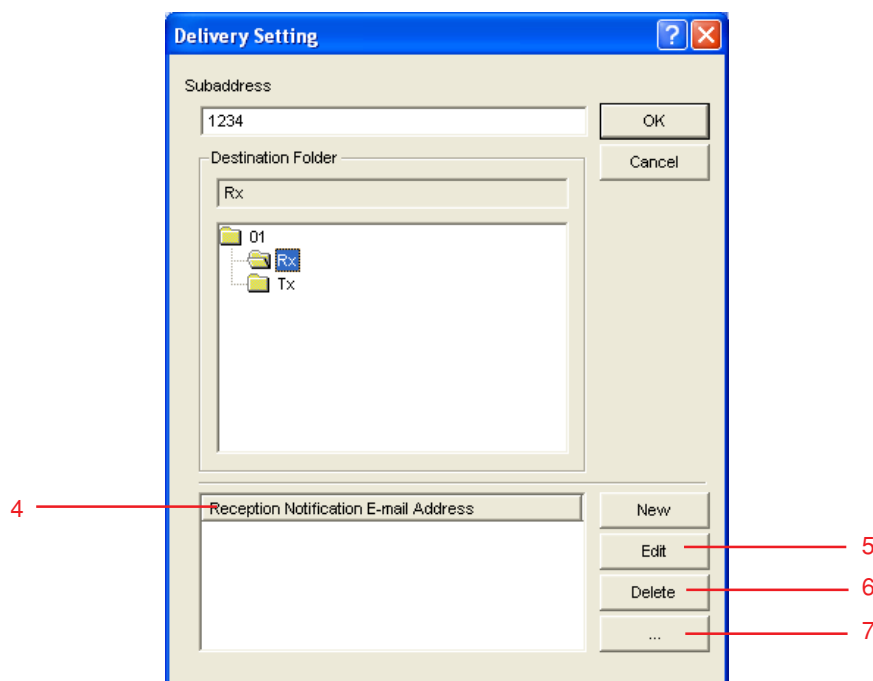 Delivery Setting
Subaddress
1234
OK
Destination Folder
Cancel
Rx
01
Rx
Tx
4
Reception Notification E-mail Address
New
Edit
5
Delete
6
...
7